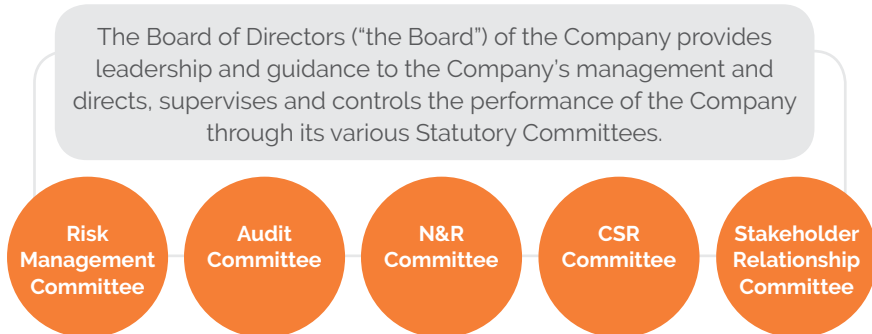 The Board of Directors (“the Board”) of the Company provides
leadership and guidance to the Company’s management and
directs, supervises and controls the performance of the Company
through its various Statutory Committees.
Risk
Management
Committee
Audit
Committee
N&R
Committee
CSR
Committee
Stakeholder
Relationship
Committee